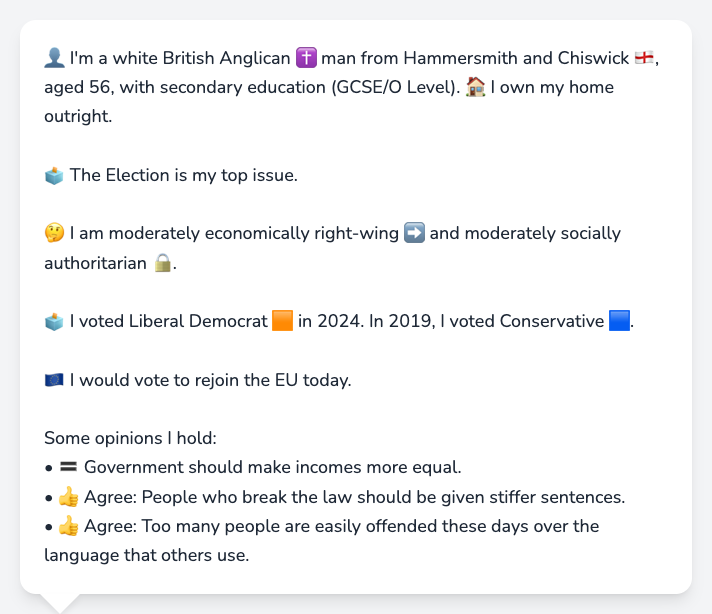 👤 I'm a white British Anglican ✝️ man from Hammersmith and Chiswick 🏴󠁧󠁢󠁥󠁮󠁧󠁿,
aged 56, with secondary education (GCSE/O Level). 🏠 I own my home
outright.
🗳️ The Election is my top issue.
🤔 I am moderately economically right-wing ➡️ and moderately socially
authoritarian 🔒.
🗳️ I voted Liberal Democrat 🟧 in 2024. In 2019, I voted Conservative 🟦.
🇪🇺 I would vote to rejoin the EU today.
Some opinions I hold:
• 🟰 Government should make incomes more equal.
• 👍 Agree: People who break the law should be given stiffer sentences.
• 👍 Agree: Too many people are easily offended these days over the
language that others use.